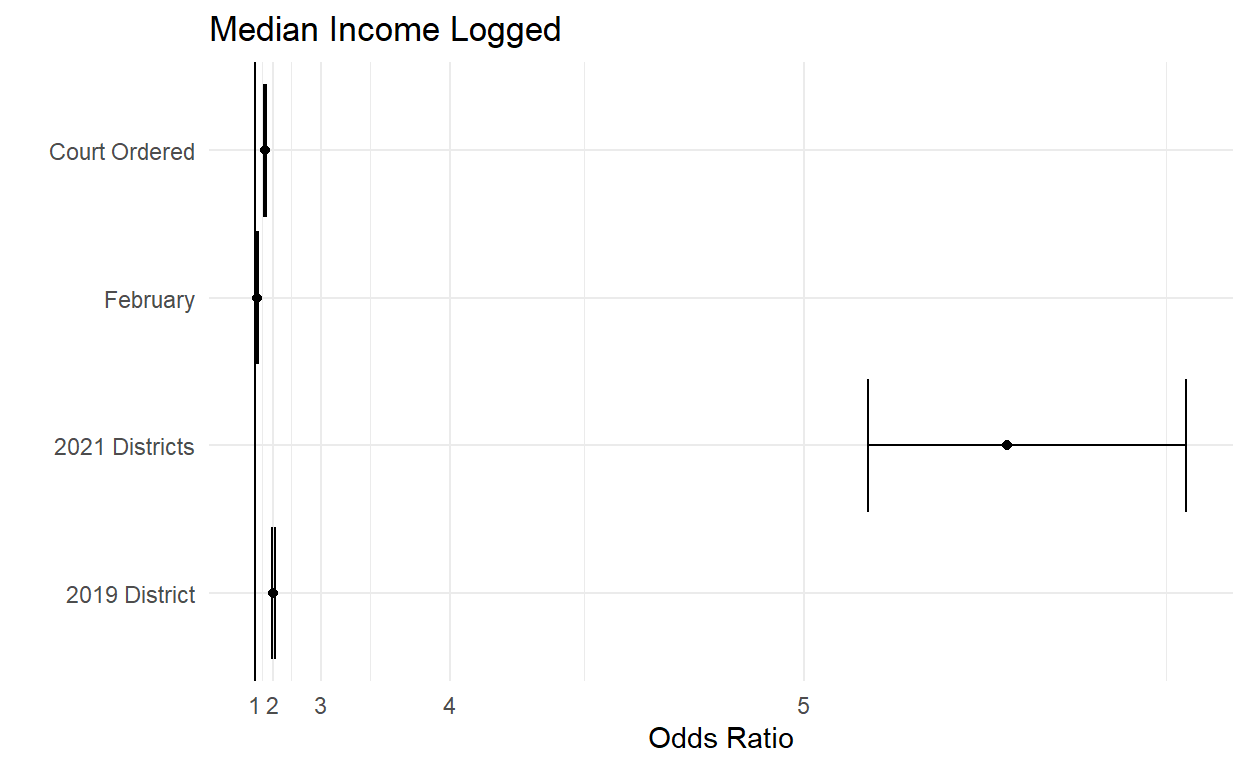 Median Income Logged
Court Ordered
February
2021 Districts
2019 District
1 2 3 4 5
Odds Ratio